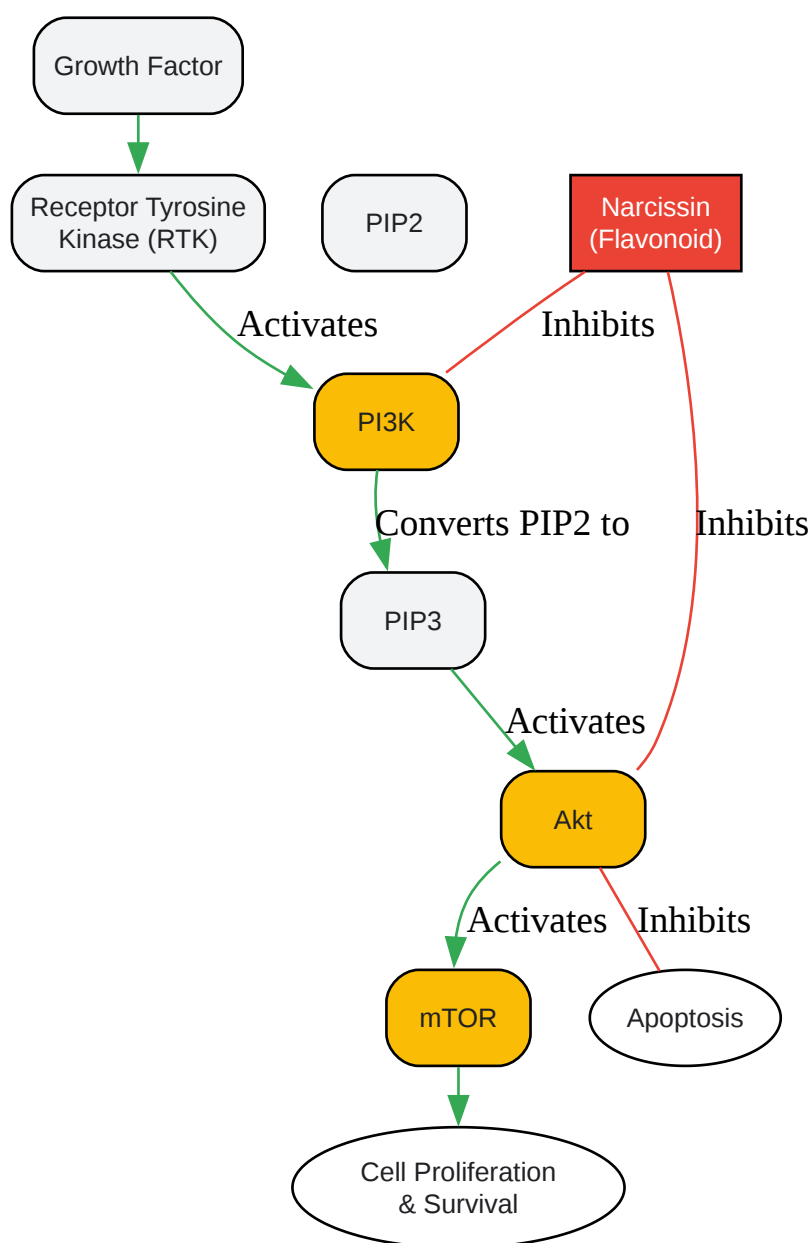 Growth Factor
Receptor Tyrosine
Kinase (RTK)
PIP2
Narcissin
(Flavonoid)
Activates
Inhibits
PI3K
Converts PIP2 to
Inhibits
PIP3
Activates
Akt
Activates
Inhibits
mTOR
Apoptosis
Cell Proliferation
& Survival